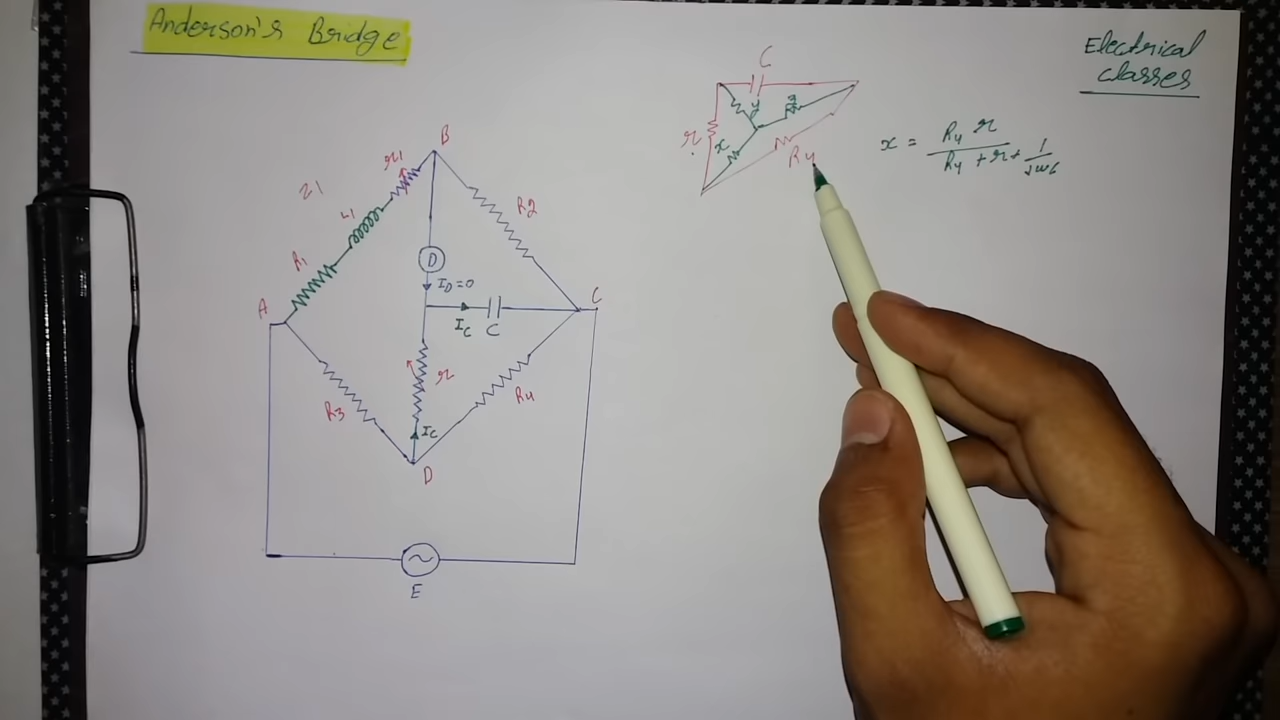 Anderson's Bridge
Electrical
classes
C
r
y
z
x
R4
x = R4 r / R4 + r + 1/jωC
B
r1
Z1
L1
R1
R2
D
ID=0
A
C
IC
C
r
R3
R4
IC
D
E